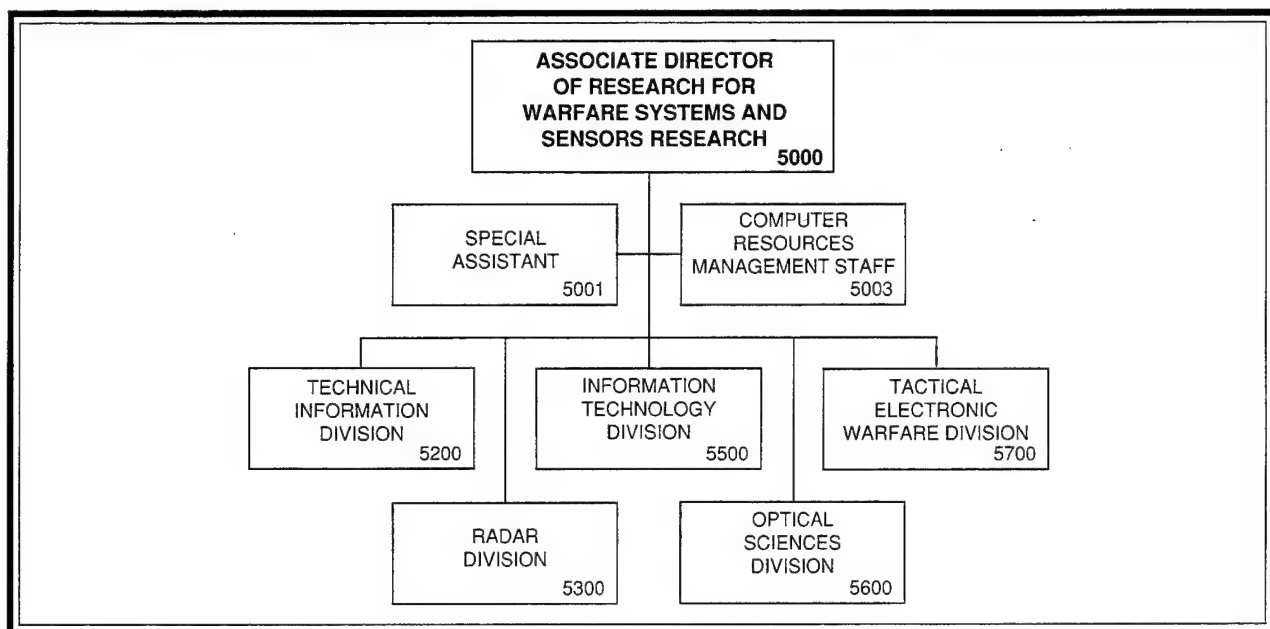 ASSOCIATE DIRECTOR
OF RESEARCH FOR
WARFARE SYSTEMS AND
SENSORS RESEARCH
5000
SPECIAL
ASSISTANT
5001
COMPUTER
RESOURCES
MANAGEMENT STAFF
5003
TECHNICAL
INFORMATION
DIVISION
5200
INFORMATION
TECHNOLOGY
DIVISION
5500
TACTICAL
ELECTRONIC
WARFARE DIVISION
5700
RADAR
DIVISION
5300
OPTICAL
SCIENCES
DIVISION
5600